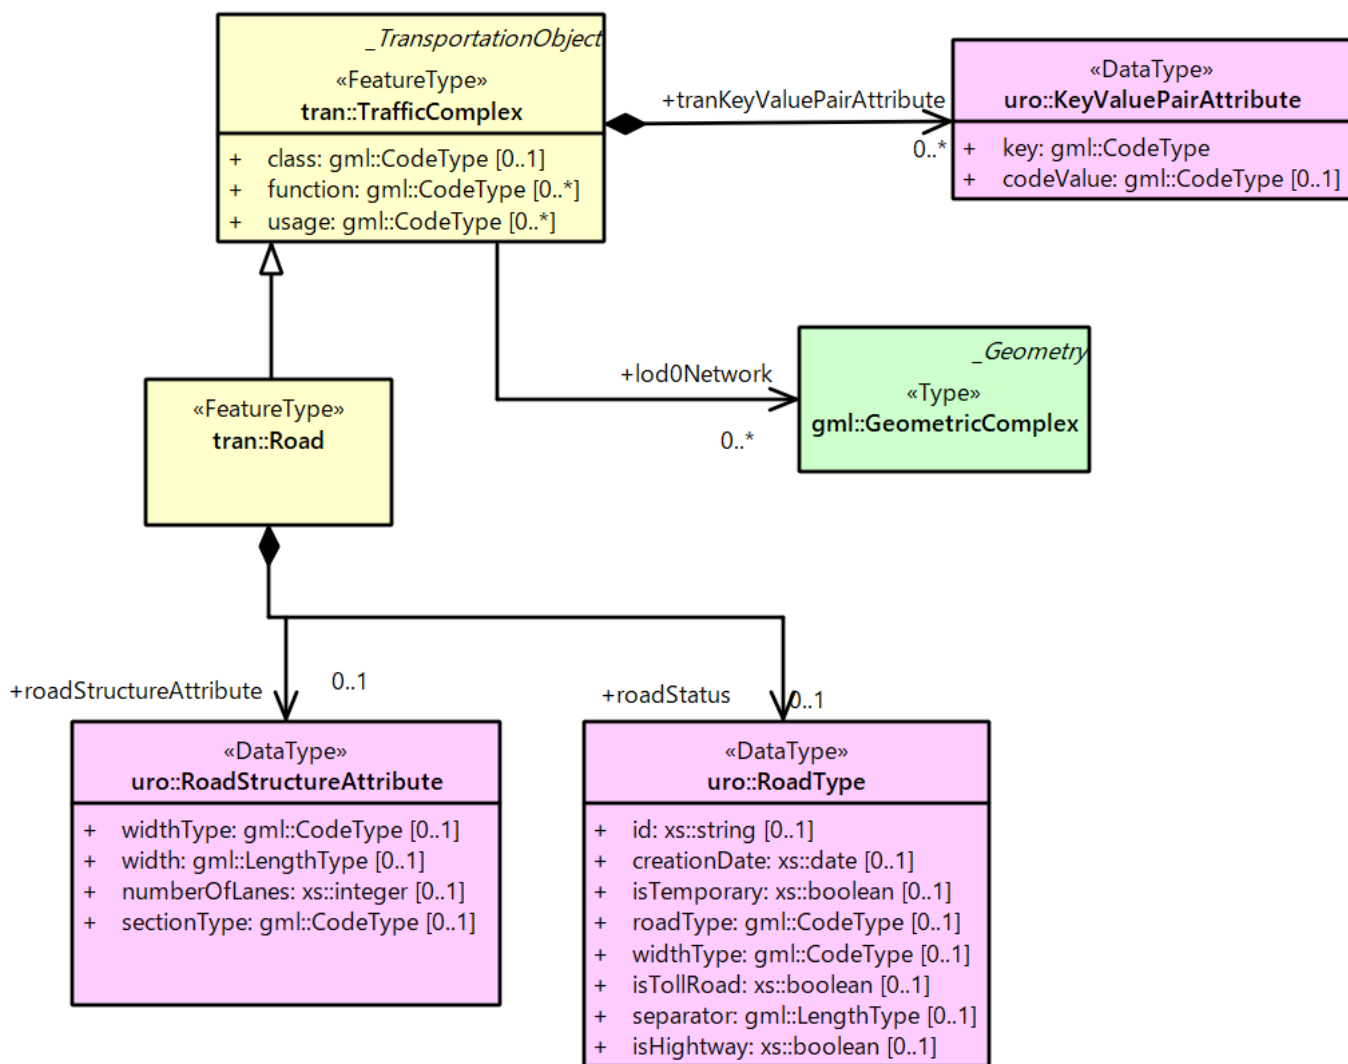 _TransportationObject
«FeatureType»
tran::TrafficComplex
+ class: gml::CodeType [0..1]
+ function: gml::CodeType [0..*]
+ usage: gml::CodeType [0..*]
+tranKeyValuePairAttribute
0..*
«DataType»
uro::KeyValuePairAttribute
+ key: gml::CodeType
+ codeValue: gml::CodeType [0..1]
+lod0Network
0..*
_Geometry
«Type»
gml::GeometricComplex
«FeatureType»
tran::Road
+roadStructureAttribute
0..1
+roadStatus
0..1
«DataType»
uro::RoadStructureAttribute
+ widthType: gml::CodeType [0..1]
+ width: gml::LengthType [0..1]
+ numberOfLanes: xs::integer [0..1]
+ sectionType: gml::CodeType [0..1]
«DataType»
uro::RoadType
+ id: xs::string [0..1]
+ creationDate: xs::date [0..1]
+ isTemporary: xs::boolean [0..1]
+ roadType: gml::CodeType [0..1]
+ widthType: gml::CodeType [0..1]
+ isTollRoad: xs::boolean [0..1]
+ separator: gml::LengthType [0..1]
+ isHightway: xs::boolean [0..1]